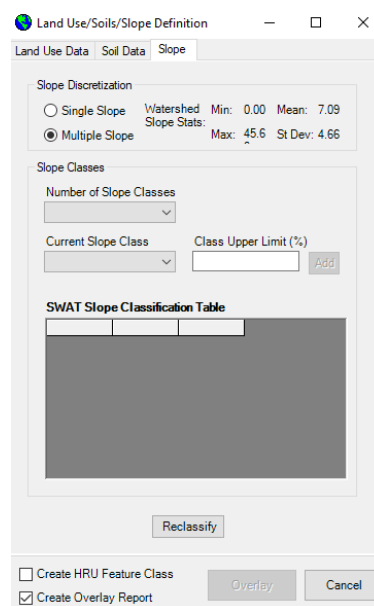 Land Use/Soils/Slope Definition
Land Use Data Soil Data Slope
Slope Discretization
Single Slope
Multiple Slope
Watershed
Slope Stats:
Min: 0.00 Mean: 7.09
Max: 45.6 St Dev: 4.66
Slope Classes
Number of Slope Classes
Current Slope Class Class Upper Limit (%)
Add
SWAT Slope Classification Table
Reclassify
Create HRU Feature Class
Create Overlay Report
Overlay Cancel